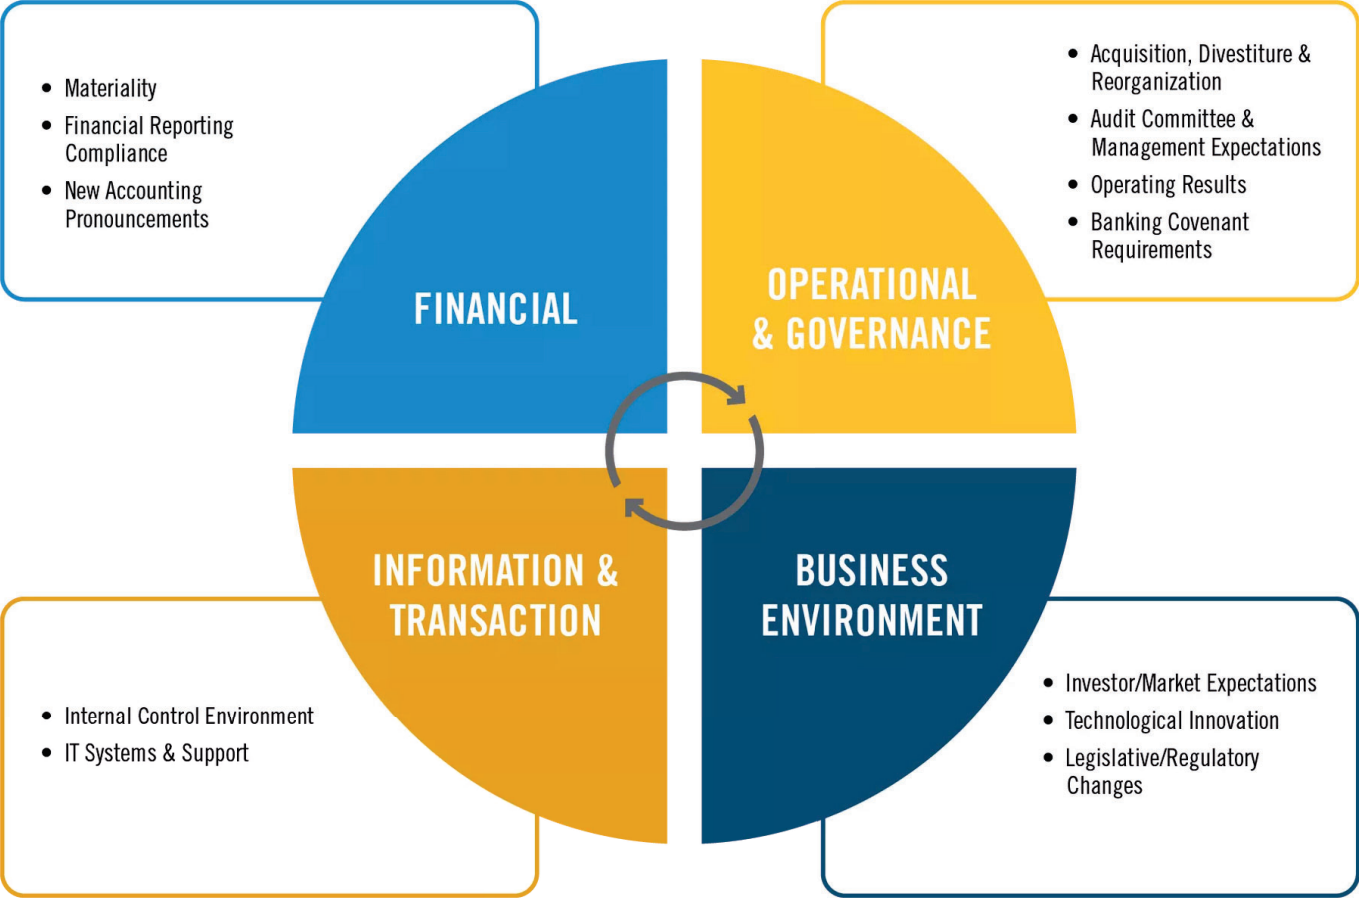 • Materiality
• Financial Reporting
Compliance
• New Accounting
Pronouncements
FINANCIAL
• Acquisition, Divestiture &
Reorganization
• Audit Committee &
Management Expectations
• Operating Results
• Banking Covenant
Requirements
OPERATIONAL
& GOVERNANCE
INFORMATION &
TRANSACTION
• Internal Control Environment
• IT Systems & Support
BUSINESS
ENVIRONMENT
• Investor/Market Expectations
• Technological Innovation
• Legislative/Regulatory
Changes